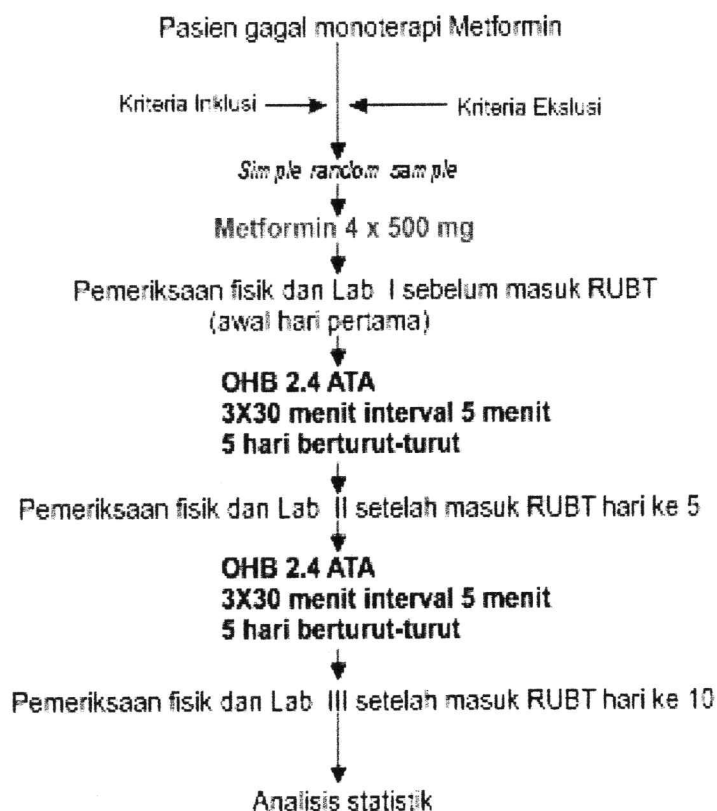 Pasien gagal monoterapi Metformin
Kriteria Inklusi
Kriteria Ekslusi
Simple random sample
Metformin 4 x 500 mg
Pemeriksaan fisik dan Lab I sebelum masuk RUBT
(awal hari pertama)
OHB 2.4 ATA
3X30 menit interval 5 menit
5 hari berturut-turut
Pemeriksaan fisik dan Lab II setelah masuk RUBT hari ke 5
OHB 2.4 ATA
3X30 menit interval 5 menit
5 hari berturut-turut
Pemeriksaan fisik dan Lab III setelah masuk RUBT hari ke 10
Analisis statistik